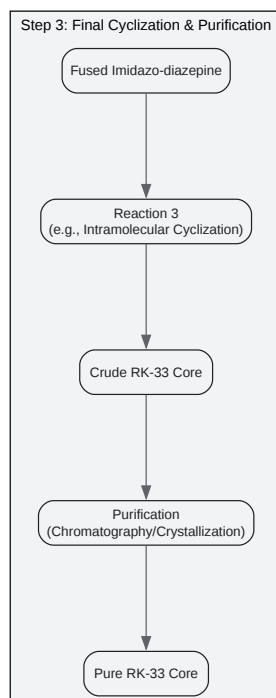 Step 3: Final Cyclization & Purification
Fused Imidazo-diazepine
Reaction 3
(e.g., Intramolecular Cyclization)
Crude RK-33 Core
Purification
(Chromatography/Crystallization)
Pure RK-33 Core